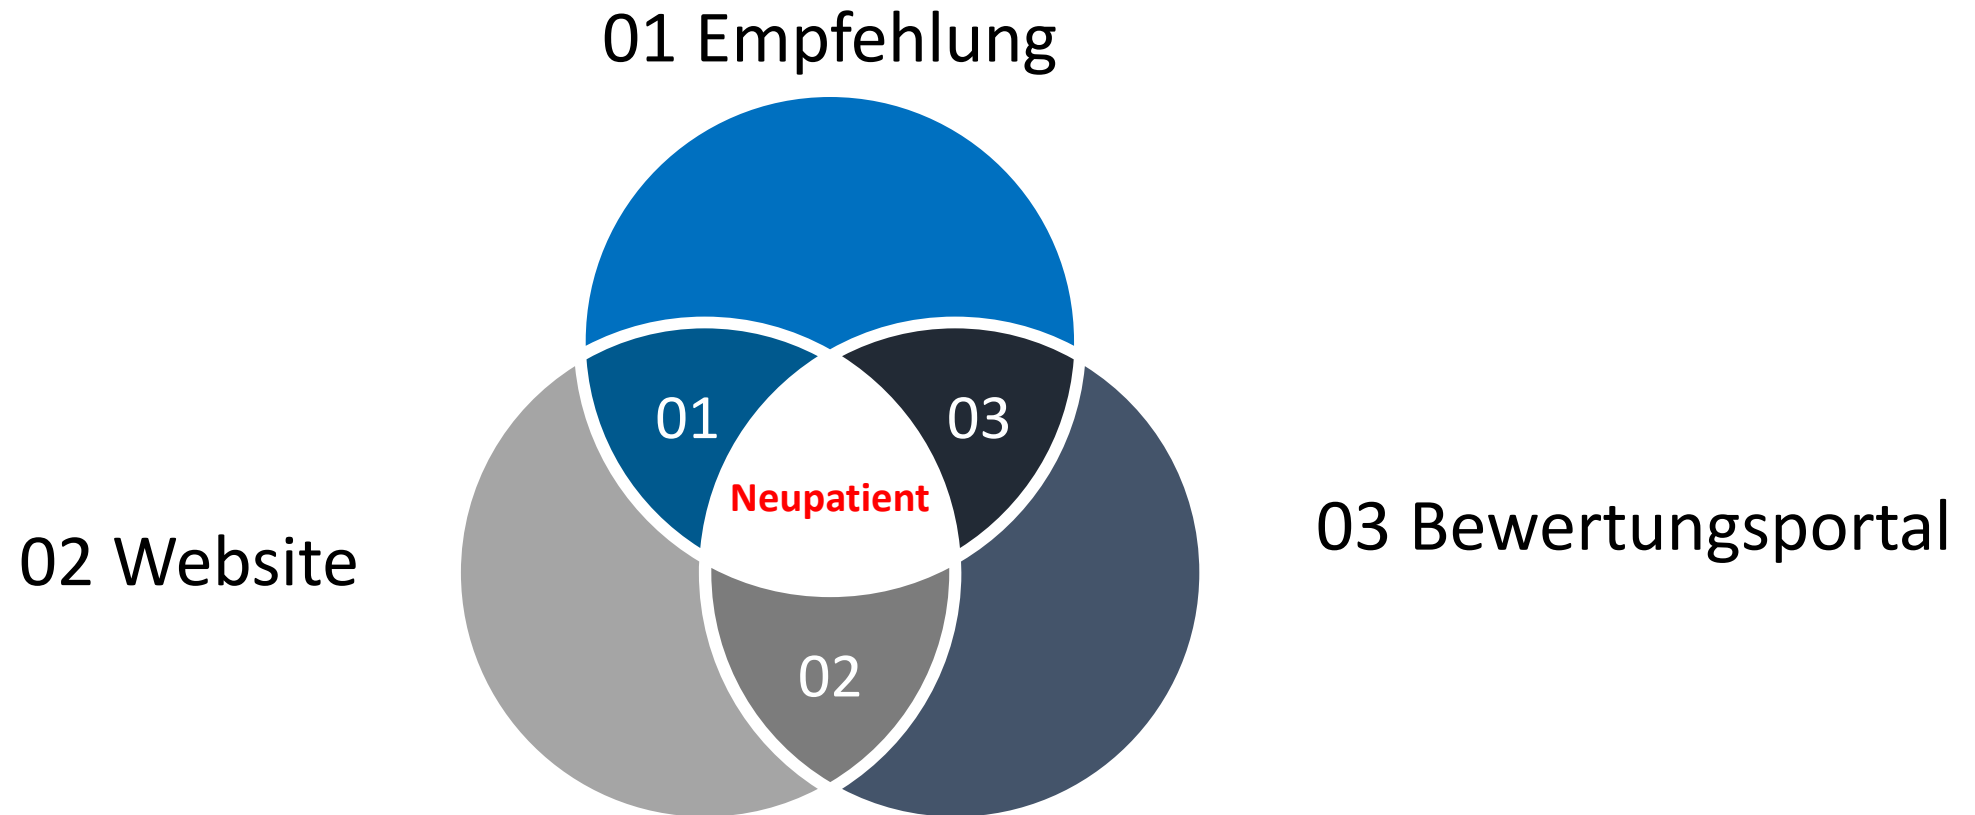 01 Empfehlung
01
03
Neupatient
03 Bewertungsportal
02 Website
02